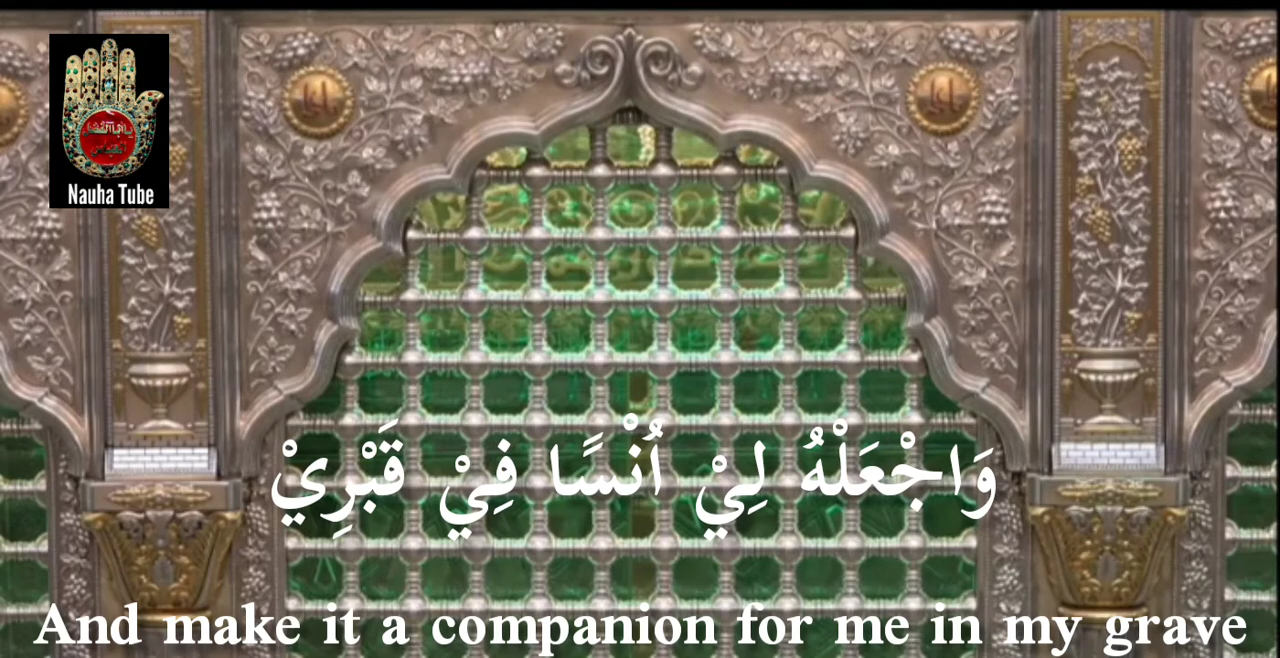 Nauha Tube
وَاجْعَلْهُ لِيْ اُنْسًا فِيْ قَبْرِيْ
And make it a companion for me in my grave